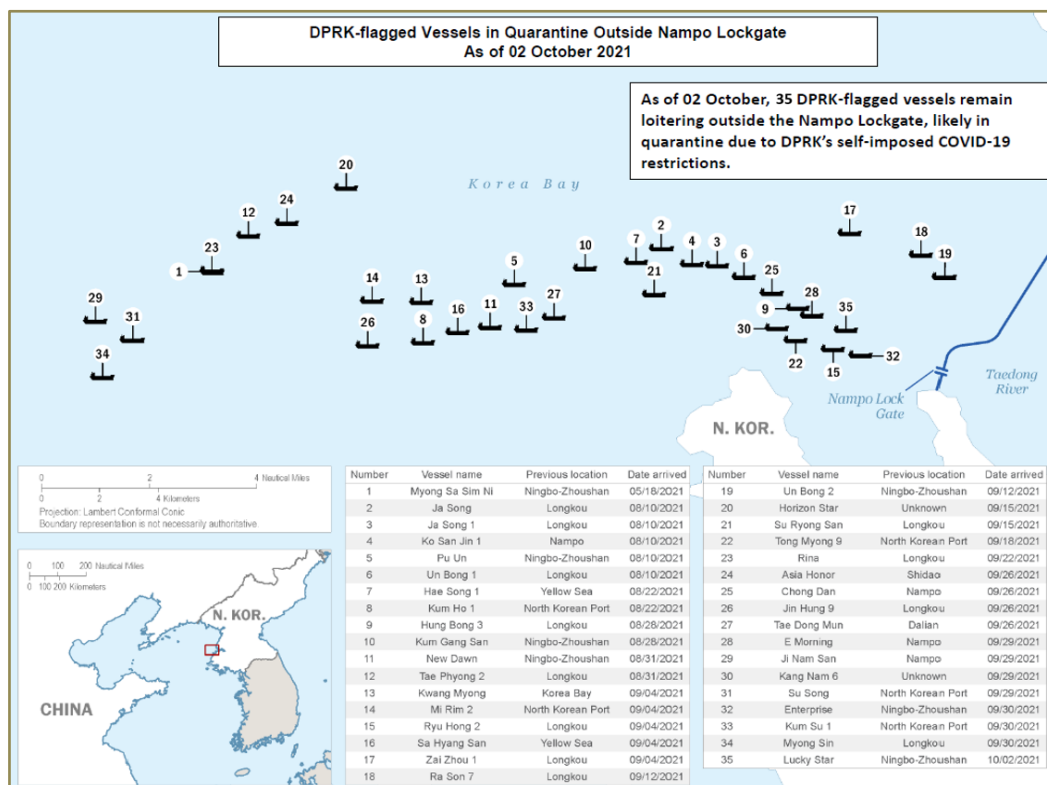 DPRK-flagged Vessels in Quarantine Outside Nampo Lockgate
As of 02 October 2021
As of 02 October, 35 DPRK-flagged vessels remain
loitering outside the Nampo Lockgate, likely in
quarantine due to DPRK's self-imposed COVID-19
restrictions.
Korea Bay
20
24
12
23
1
29
31
34
14
13
26
8
16
11
5
33
27
10
7
2
21
4
3
6
25
9
28
30
22
35
15
32
17
18
19
Nampo Lock
Gate
Taedong
River
N. KOR.
0 2 4 Nautical Miles
0 2 4 Kilometers
Projection: Lambert Conformal Conic
Boundary representation is not necessarily authoritative.
0 100 200 Nautical Miles
0 100 200 Kilometers
N. KOR.
CHINA
Number Vessel name Previous location Date arrived
1 Myong Sa Sim Ni Ningbo-Zhoushan 05/18/2021
2 Ja Song Longkou 08/10/2021
3 Ja Song 1 Longkou 08/10/2021
4 Ko San Jin 1 Nampo 08/10/2021
5 Pu Un Ningbo-Zhoushan 08/10/2021
6 Un Bong 1 Longkou 08/10/2021
7 Hae Song 1 Yellow Sea 08/22/2021
8 Kum Ho 1 North Korean Port 08/22/2021
9 Hung Bong 3 Longkou 08/28/2021
10 Kum Gang San Ningbo-Zhoushan 08/28/2021
11 New Dawn Ningbo-Zhoushan 08/31/2021
12 Tae Phyong 2 Longkou 08/31/2021
13 Kwang Myong Korea Bay 09/04/2021
14 Mi Rim 2 North Korean Port 09/04/2021
15 Ryu Hong 2 Longkou 09/04/2021
16 Sa Hyang San Yellow Sea 09/04/2021
17 Zai Zhou 1 Longkou 09/04/2021
18 Ra Son 7 Longkou 09/12/2021
Number Vessel name Previous location Date arrived
19 Un Bong 2 Ningbo-Zhoushan 09/12/2021
20 Horizon Star Unknown 09/15/2021
21 Su Ryong San Longkou 09/15/2021
22 Tong Myong 9 North Korean Port 09/18/2021
23 Rina Longkou 09/22/2021
24 Asia Honor Shidao 09/26/2021
25 Chong Dan Nampo 09/26/2021
26 Jin Hung 9 Longkou 09/26/2021
27 Tae Dong Mun Dalian 09/26/2021
28 E Morning Nampo 09/29/2021
29 Ji Nam San Nampo 09/29/2021
30 Kang Nam 6 Unknown 09/29/2021
31 Su Song North Korean Port 09/29/2021
32 Enterprise Ningbo-Zhoushan 09/30/2021
33 Kum Su 1 North Korean Port 09/30/2021
34 Myong Sin Longkou 09/30/2021
35 Lucky Star Ningbo-Zhoushan 10/02/2021